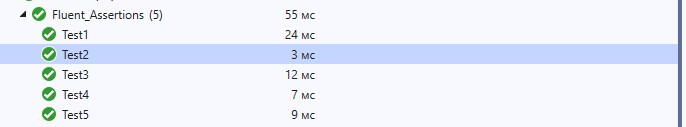 Fluent_Assertions (5) 55 мс
Test1 24 мс
Test2 3 мс
Test3 12 мс
Test4 7 мс
Test5 9 мс